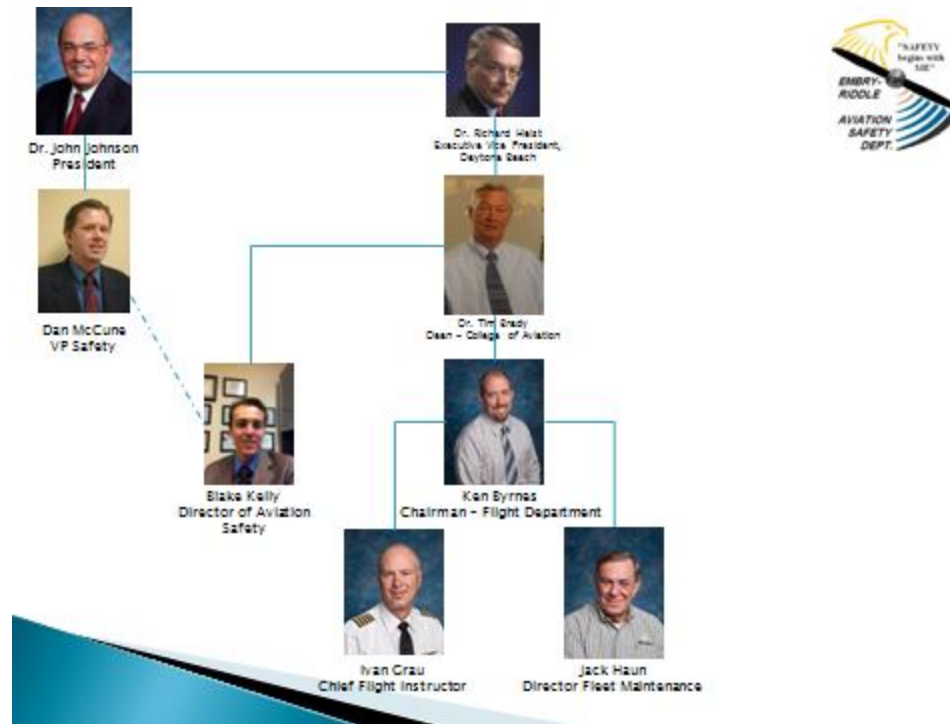 "SAFETY
begins with
ME"
EMBRY-
RIDDLE
AVIATION
SAFETY
DEPT.
Dr. John Johnson
President
Dr. Richard Heist
Executive Vice President,
Daytona Beach
Dan McCune
VP Safety
Dr. Tim Brady
Dean – College of Aviation
Blake Kelly
Director of Aviation
Safety
Ken Byrnes
Chairman – Flight Department
Ivan Grau
Chief Flight Instructor
Jack Haun
Director Fleet Maintenance